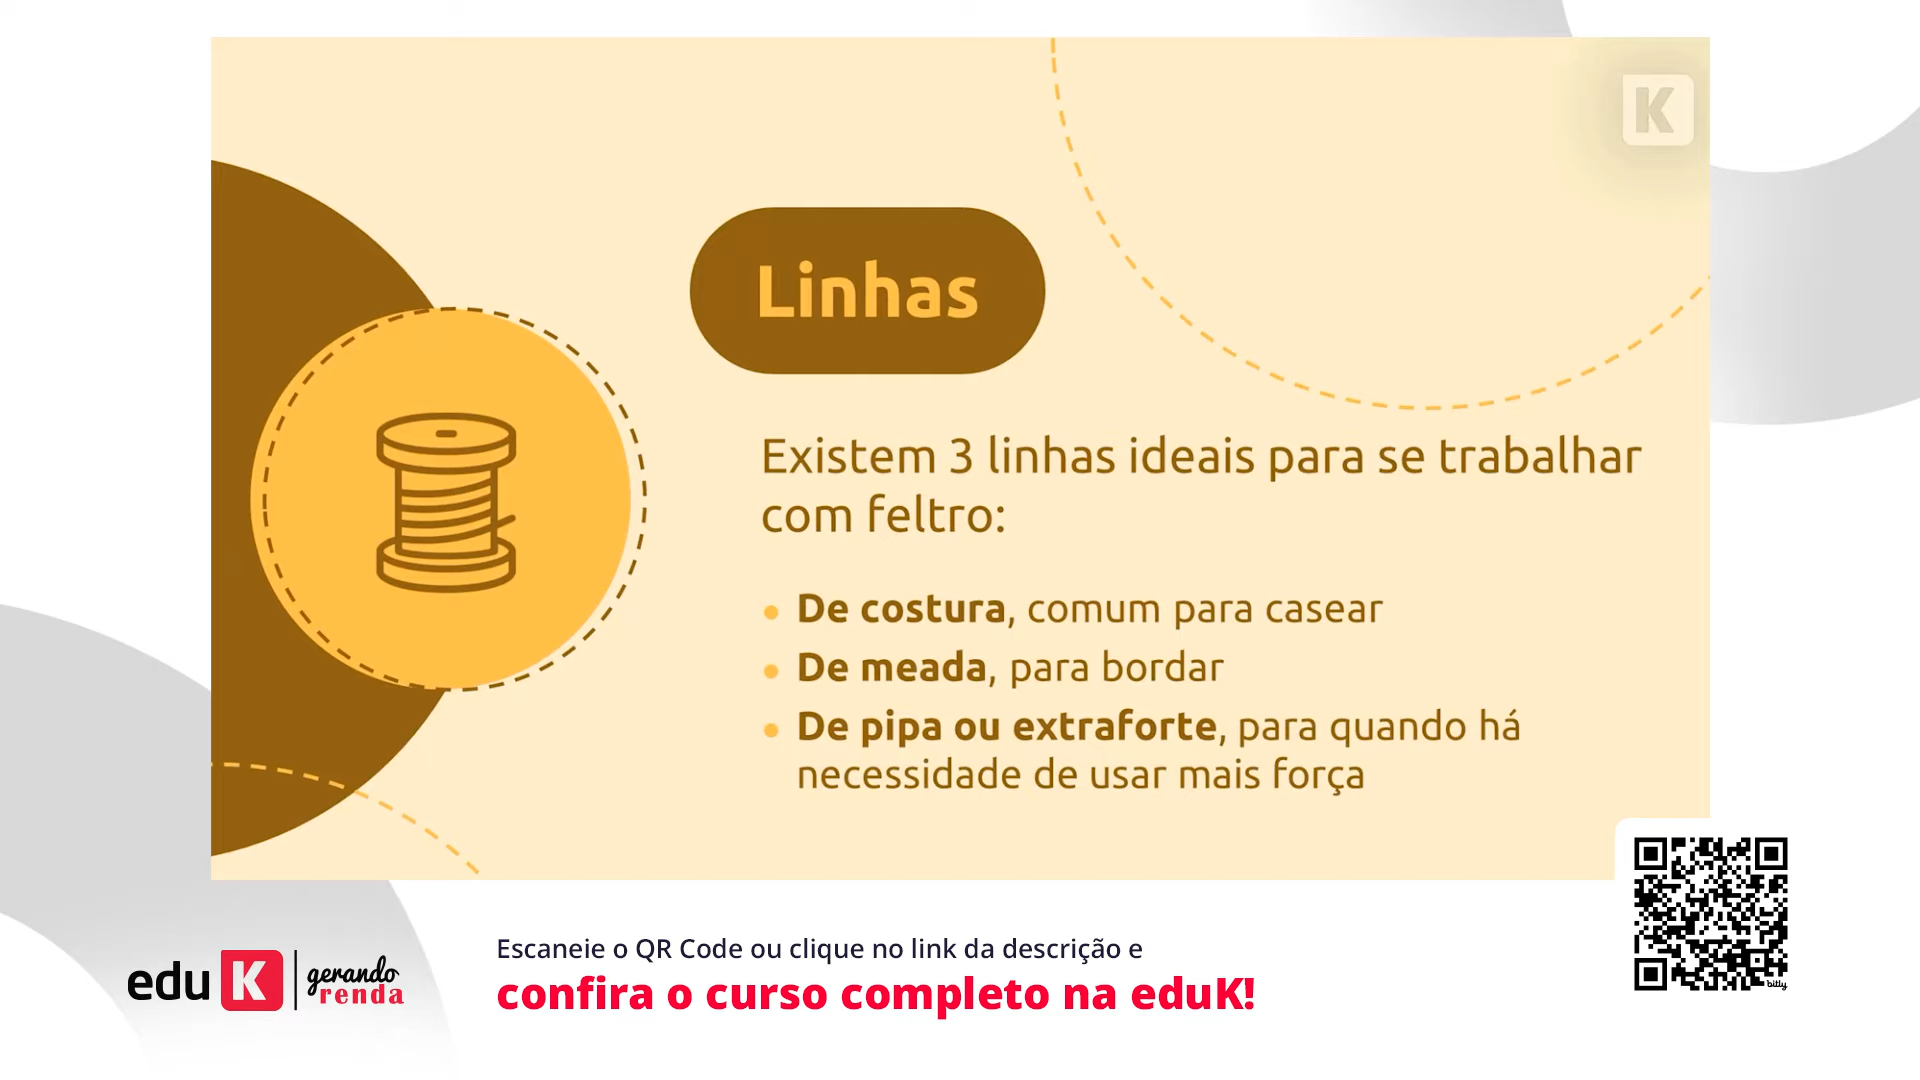 K
Linhas
Existem 3 linhas ideais para se trabalhar
com feltro:
De costura, comum para casear
De meada, para bordar
De pipa ou extraforte, para quando há
necessidade de usar mais força
Escaneie o QR Code ou clique no link da descrição e
confira o curso completo na eduK!
edu K gerando
renda
bitly